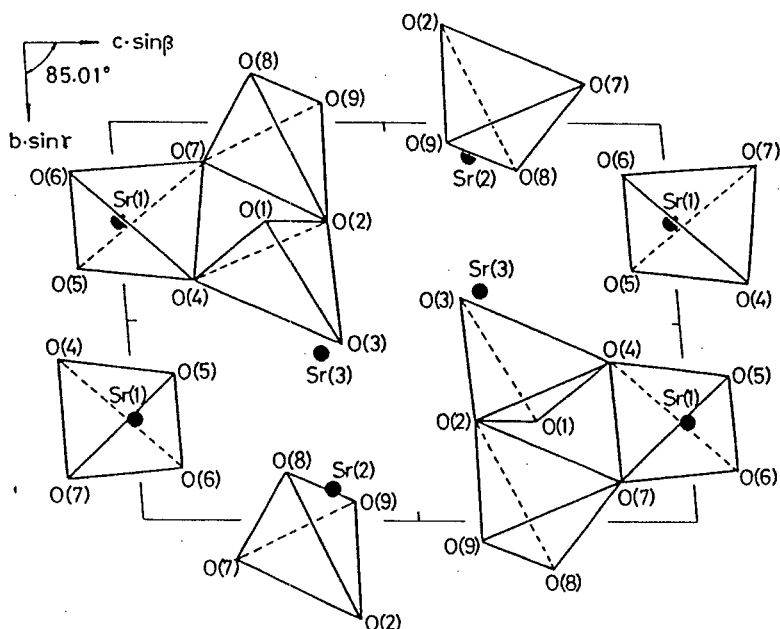 c·sinβ
85.01°
b·sinγ
O(8)
O(9)
O(7)
O(6)
Sr(1)
O(1)
O(2)
O(5)
O(4)
O(3)
Sr(3)
O(2)
O(7)
O(9)
O(8)
Sr(2)
O(6)
O(7)
Sr(1)
O(5)
O(4)
O(4)
O(5)
Sr(1)
O(7)
O(6)
O(8)
Sr(2)
O(9)
O(7)
O(2)
Sr(3)
O(3)
O(4)
O(5)
Sr(1)
O(2)
O(1)
O(6)
O(7)
O(9)
O(8)